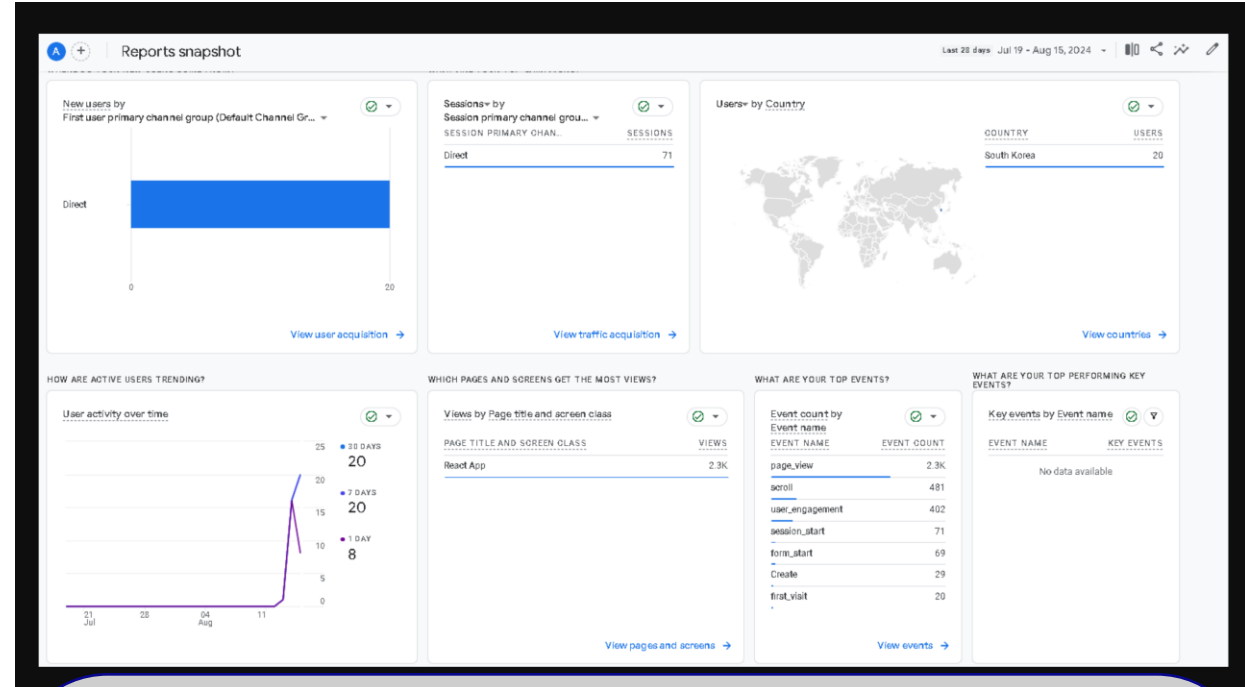 A
Reports snapshot
Last 28 days Jul 19 - Aug 15, 2024
New users by
First user primary channel group (Default Channel Gr...
Direct
0 20
View user acquisition →
Sessions by
Session primary channel grou...
SESSION PRIMARY CHAN... SESSIONS
Direct 71
View traffic acquisition →
Users by Country
COUNTRY USERS
South Korea 20
View countries →
HOW ARE ACTIVE USERS TRENDING?
User activity over time
25
20
15
10
5
0
30 DAYS
20
7 DAYS
20
1 DAY
8
21 28 04 11
Jul Aug
WHICH PAGES AND SCREENS GET THE MOST VIEWS?
Views by Page title and screen class
PAGE TITLE AND SCREEN CLASS VIEWS
React App 2.3K
View pages and screens →
WHAT ARE YOUR TOP EVENTS?
Event count by
Event name
EVENT NAME EVENT COUNT
page_view 2.3K
scroll 481
user_engagement 402
session_start 71
form_start 69
Create 29
first_visit 20
View events →
WHAT ARE YOUR TOP PERFORMING KEY
EVENTS?
Key events by Event name
EVENT NAME KEY EVENTS
No data available